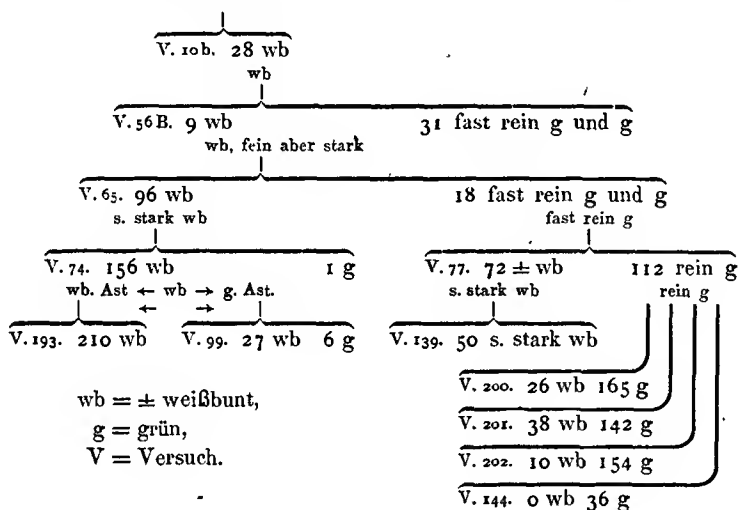 V. 10b. 28 wb
wb
V. 56B. 9 wb 31 fast rein g und g
wb, fein aber stark
V. 65. 96 wb 18 fast rein g und g
s. stark wb fast rein g
V. 74. 156 wb 1 g V. 77. 72 ± wb 112 rein g
wb. Ast ← wb → g. Ast. s. stark wb rein g
← →
V. 193. 210 wb V. 99. 27 wb 6 g V. 139. 50 s. stark wb
V. 200. 26 wb 165 g
wb = ± weißbunt,
V. 201. 38 wb 142 g
g = grün,
V. 202. 10 wb 154 g
V = Versuch.
V. 144. 0 wb 36 g